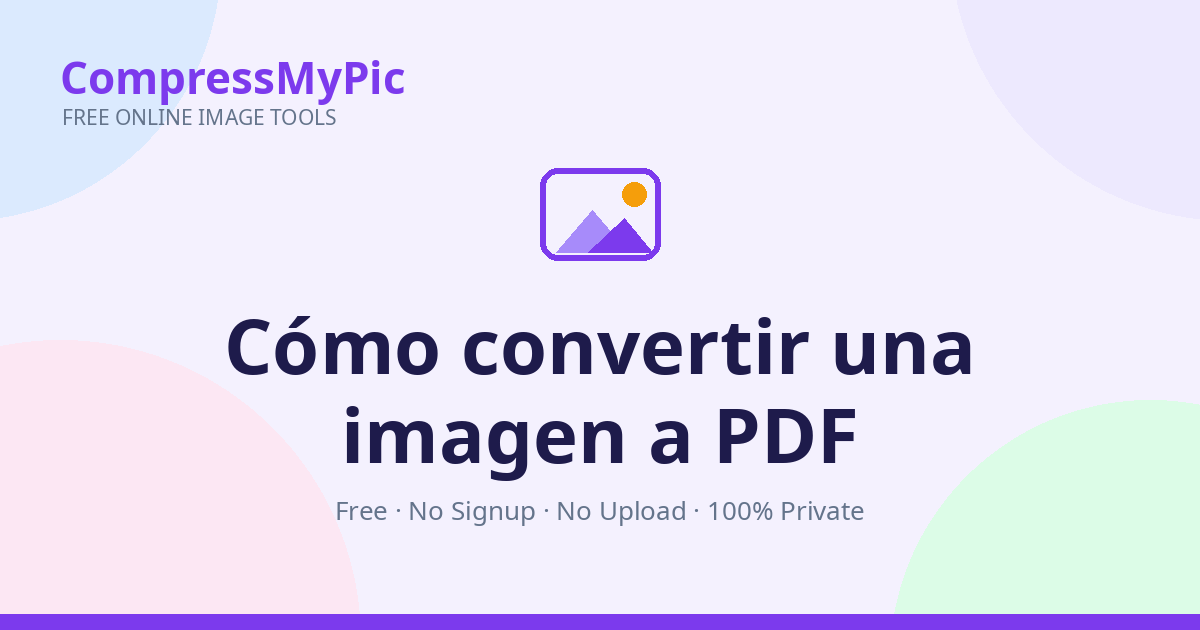 CompressMyPic
FREE ONLINE IMAGE TOOLS
Cómo convertir una
imagen a PDF
Free · No Signup · No Upload · 100% Private